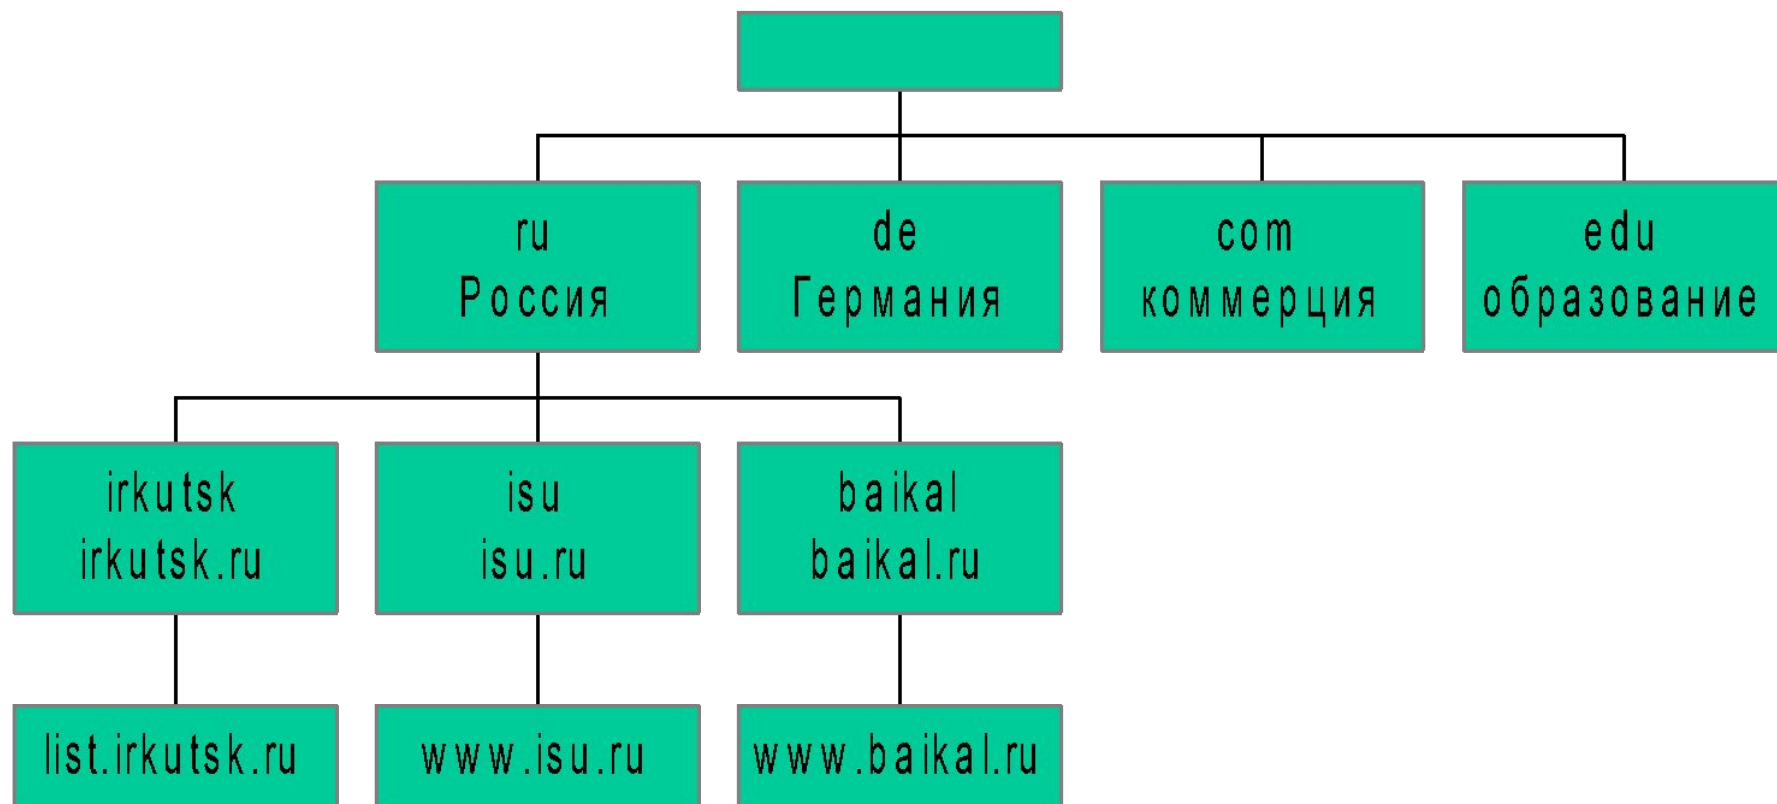 ru
Россия
de
Германия
com
коммерция
edu
образование
irkutsk
irkutsk.ru
isu
isu.ru
baikal
baikal.ru
list.irkutsk.ru
www.isu.ru
www.baikal.ru